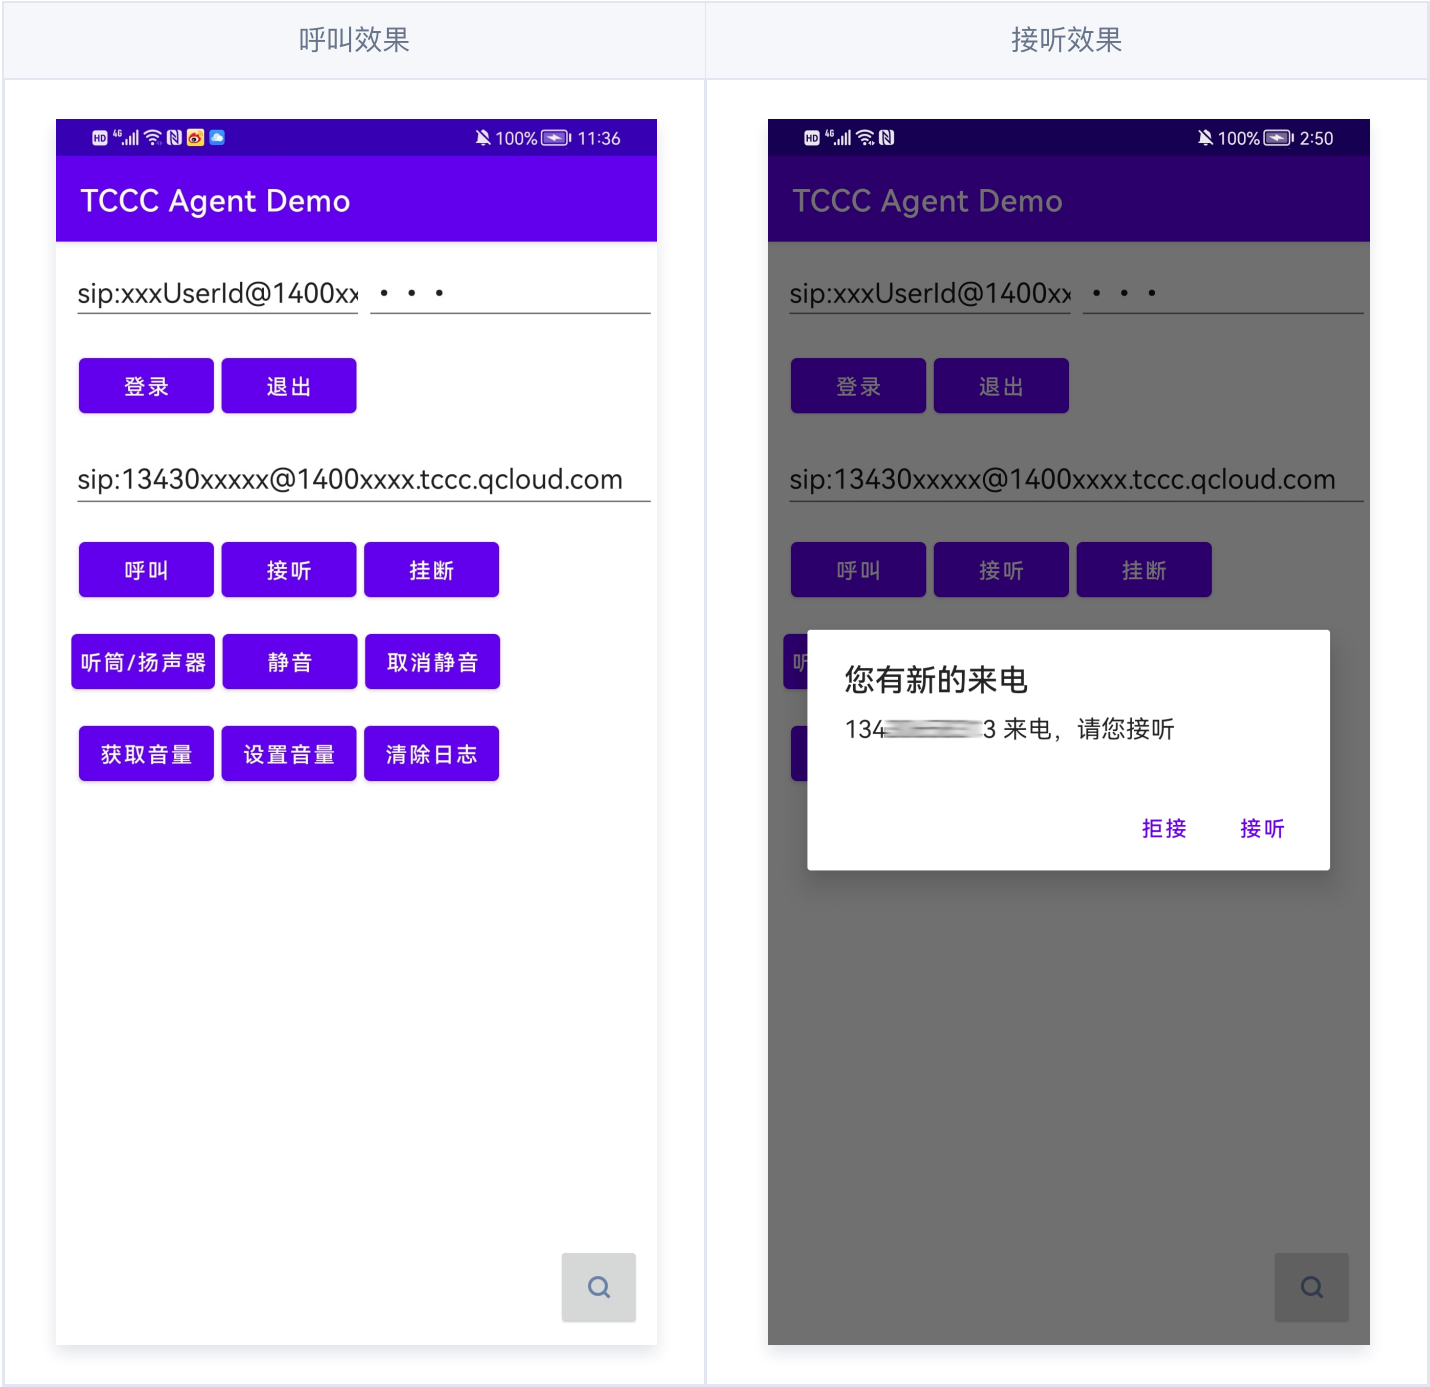 呼叫效果
接听效果
HD 4G 100% 11:36
TCCC Agent Demo
sip:xxxUserId@1400xx
登录 退出
sip:13430xxxxx@1400xxxx.tccc.qcloud.com
呼叫 接听 挂断
听筒/扬声器 静音 取消静音
获取音量 设置音量 清除日志
HD 4G 100% 2:50
TCCC Agent Demo
sip:xxxUserId@1400xx
登录 退出
sip:13430xxxxx@1400xxxx.tccc.qcloud.com
呼叫 接听 挂断
听
您有新的来电
134 3 来电，请您接听
拒接 接听